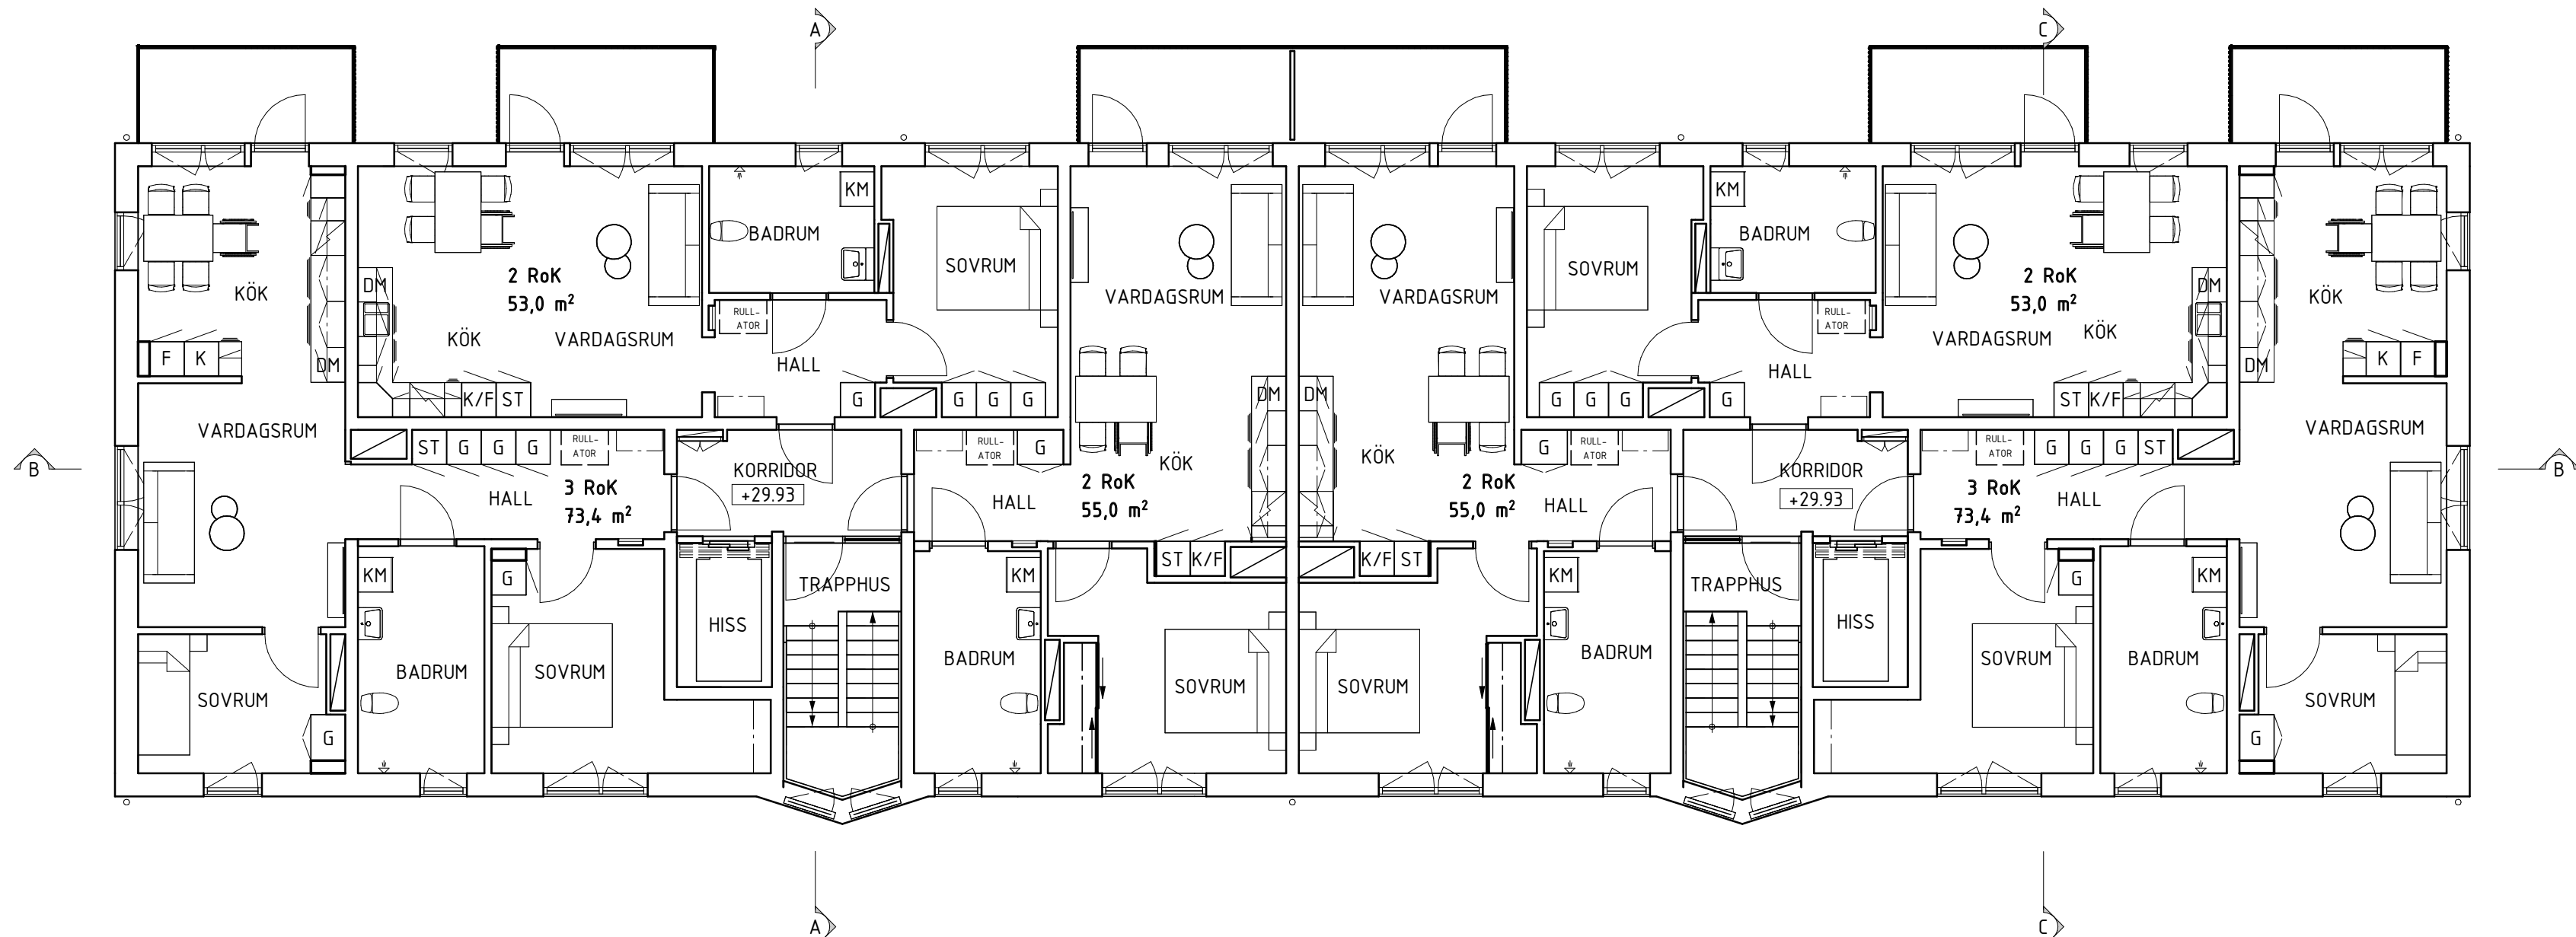 A
C
KM
KM
BADRUM
BADRUM
SOVRUM
SOVRUM
2 RoK
53,0 m²
2 RoK
53,0 m²
DM
DM
KÖK
KÖK
VARDAGSRUM
VARDAGSRUM
RULL-
ATOR
RULL-
ATOR
KÖK
VARDAGSRUM
VARDAGSRUM
KÖK
F K
DM
HALL
HALL
DM
K F
K/F ST
G
G G G
DM
DM
G G G
G
ST K/F
VARDAGSRUM
VARDAGSRUM
B
ST G G G
RULL-
ATOR
KORRIDOR
+29.93
RULL-
ATOR
G
KÖK
KÖK
G
RULL-
ATOR
KORRIDOR
+29.93
RULL-
ATOR
G G G ST
B
HALL
3 RoK
73,4 m²
HALL
2 RoK
55,0 m²
2 RoK
55,0 m²
HALL
3 RoK
73,4 m²
HALL
KM
G
TRAPPHUS
KM
ST K/F
K/F ST
KM
TRAPPHUS
G
KM
HISS
HISS
SOVRUM
BADRUM
SOVRUM
BADRUM
SOVRUM
SOVRUM
BADRUM
SOVRUM
BADRUM
SOVRUM
G
G
A
C